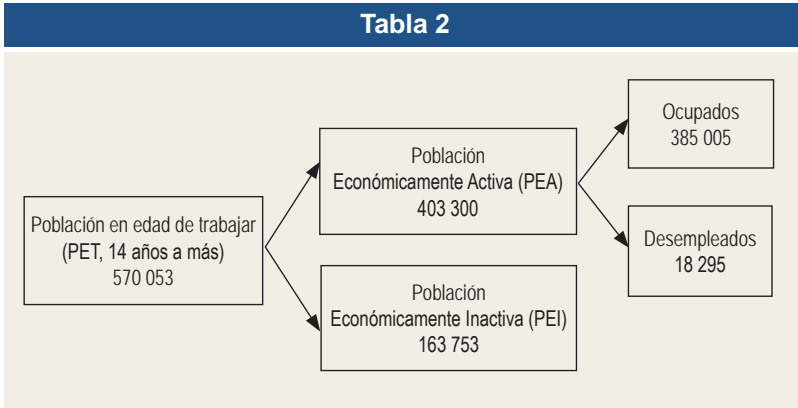 Tabla 2
Población en edad de trabajar
(PET, 14 años a más)
570 053
Población
Económicamente Activa (PEA)
403 300
Población
Económicamente Inactiva (PEI)
163 753
Ocupados
385 005
Desempleados
18 295